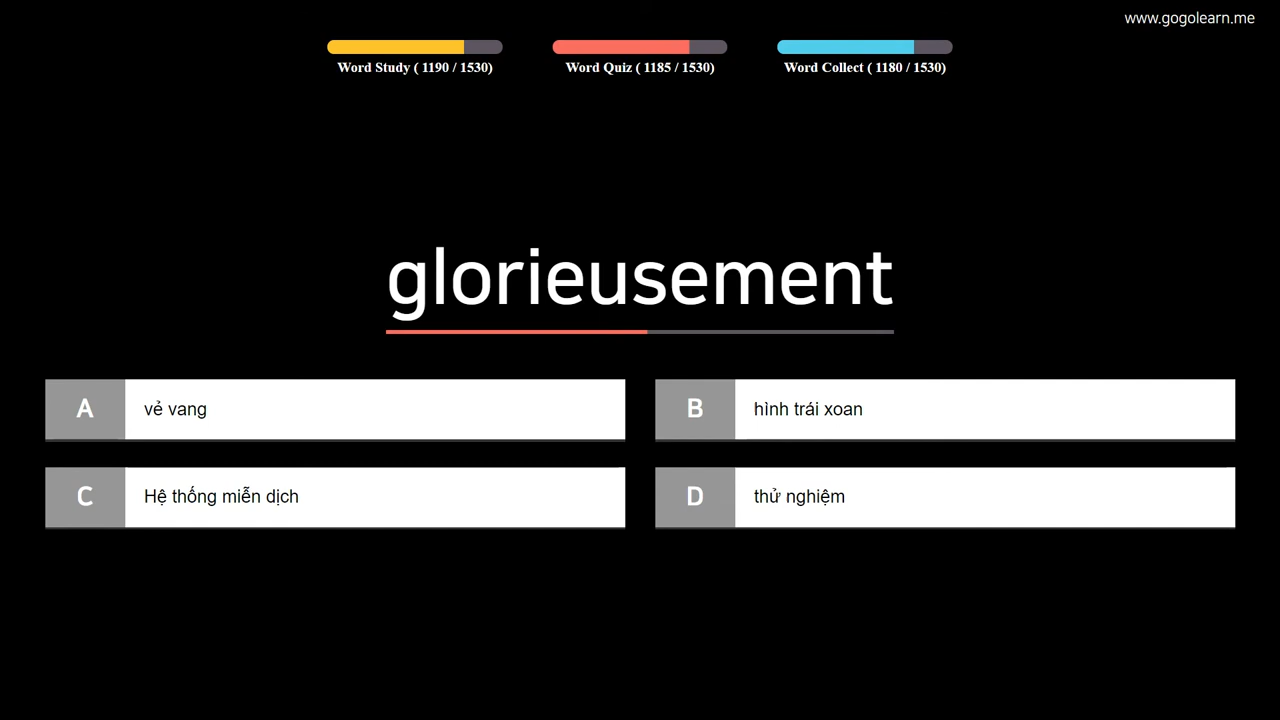 www.gogolearn.me
Word Study ( 1190 / 1530)
Word Quiz ( 1185 / 1530)
Word Collect ( 1180 / 1530)
glorieusement
A vẻ vang
B hình trái xoan
C Hệ thống miễn dịch
D thử nghiệm